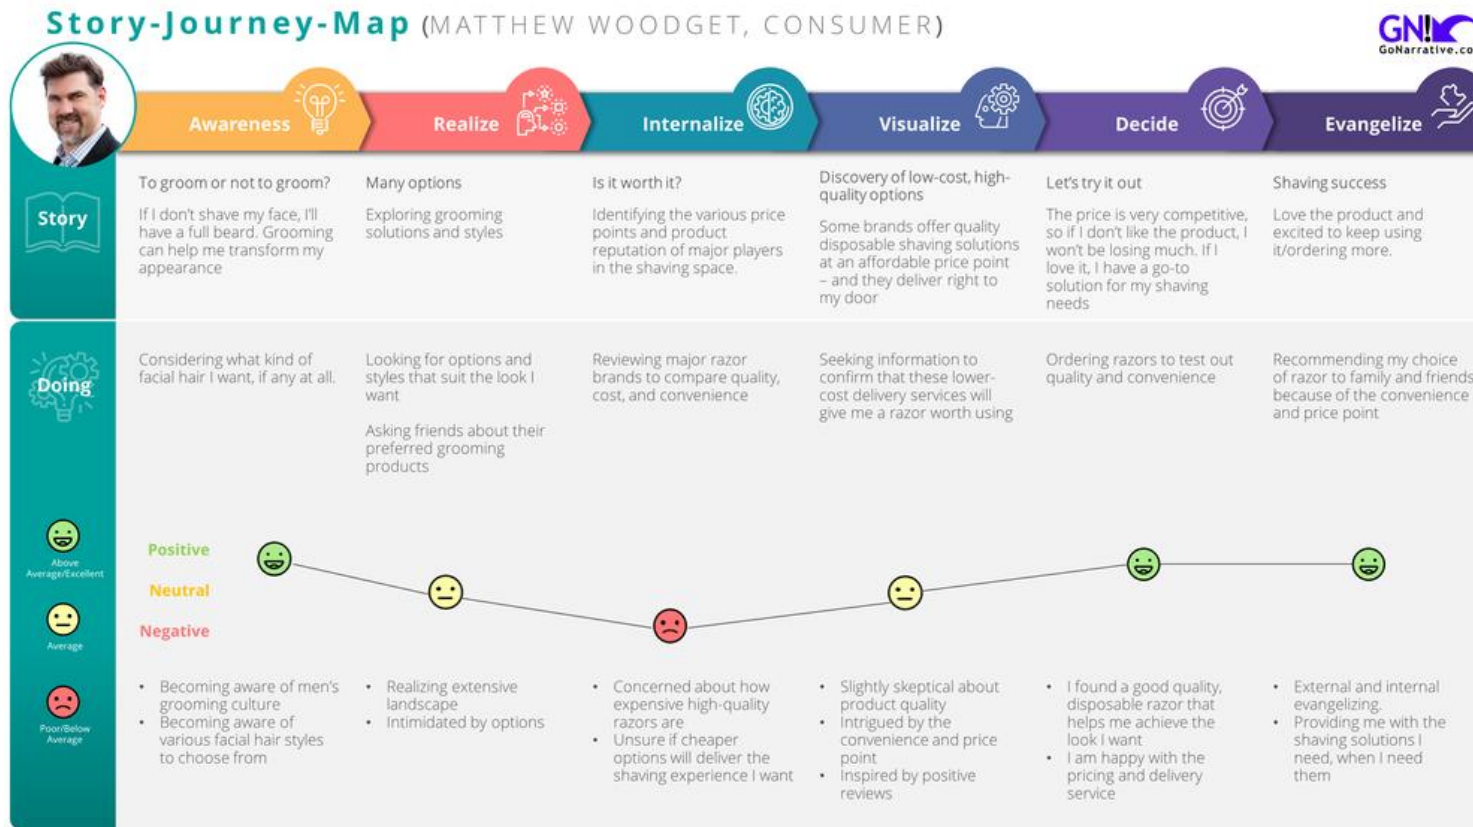 Story-Journey-Map (MATTHEW WOODGET, CONSUMER)
GN!
GoNarrative.co
Awareness
Realize
Internalize
Visualize
Decide
Evangelize
Story
To groom or not to groom?
If I don't shave my face, I'll
have a full beard. Grooming
can help me transform my
appearance
Many options
Exploring grooming
solutions and styles
Is it worth it?
Identifying the various price
points and product
reputation of major players
in the shaving space.
Discovery of low-cost, high-
quality options
Some brands offer quality
disposable shaving solutions
at an affordable price point
– and they deliver right to
my door
Let's try it out
The price is very competitive,
so if I don't like the product, I
won't be losing much. If I
love it, I have a go-to
solution for my shaving
needs
Shaving success
Love the product and
excited to keep using
it/ordering more.
Doing
Considering what kind of
facial hair I want, if any at all.
Looking for options and
styles that suit the look I
want
Asking friends about their
preferred grooming
products
Reviewing major razor
brands to compare quality,
cost, and convenience
Seeking information to
confirm that these lower-
cost delivery services will
give me a razor worth using
Ordering razors to test out
quality and convenience
Recommending my choice
of razor to family and friends
because of the convenience
and price point
Above
Average/Excellent
Average
Poor/Below
Average
Positive
Neutral
Negative
• Becoming aware of men's
grooming culture
• Becoming aware of
various facial hair styles
to choose from
• Realizing extensive
landscape
• Intimidated by options
• Concerned about how
expensive high-quality
razors are
• Unsure if cheaper
options will deliver the
shaving experience I want
• Slightly skeptical about
product quality
• Intrigued by the
convenience and price
point
• Inspired by positive
reviews
• I found a good quality,
disposable razor that
helps me achieve the
look I want
• I am happy with the
pricing and delivery
service
• External and internal
evangelizing.
• Providing me with the
shaving solutions I
need, when I need
them